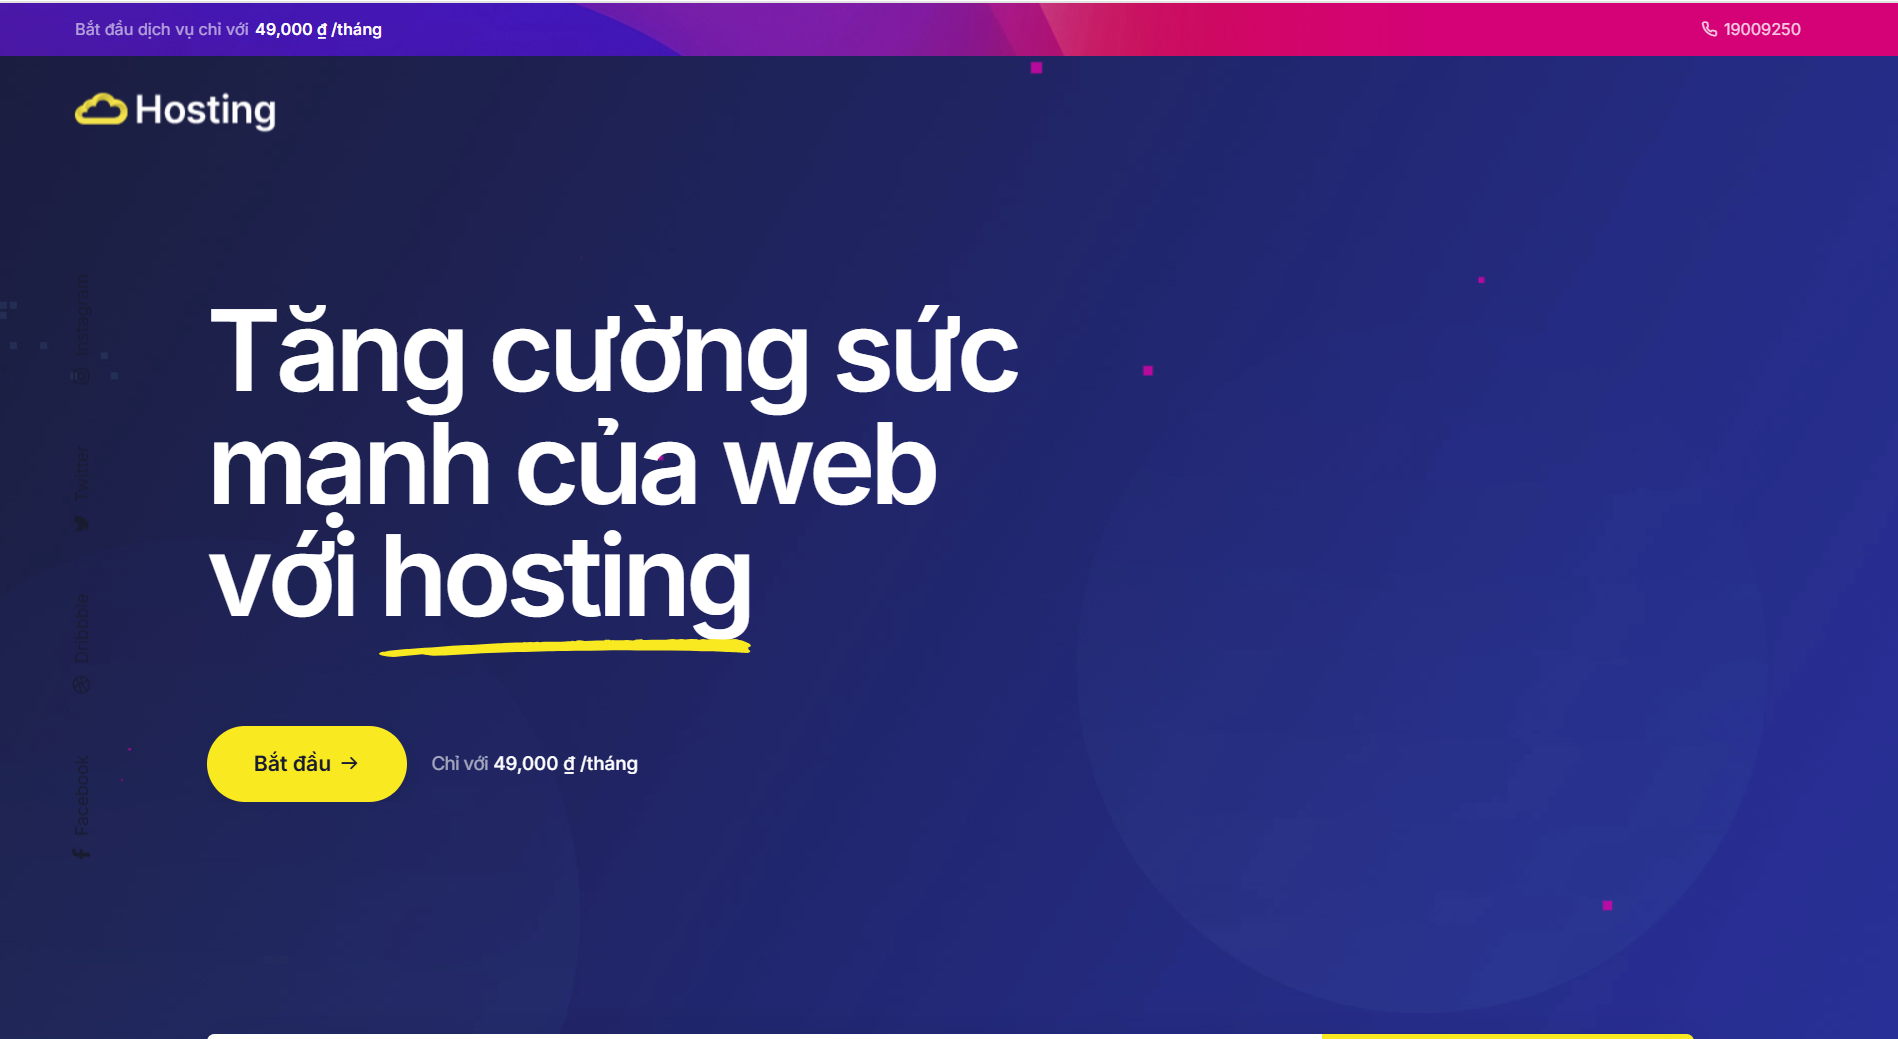 Bắt đầu dịch vụ chỉ với 49,000 ₫ /tháng
19009250
Hosting
Instagram
Twitter
Dribbble
Facebook
Tăng cường sức
mạnh của web
với hosting
Bắt đầu →
Chỉ với 49,000 ₫ /tháng